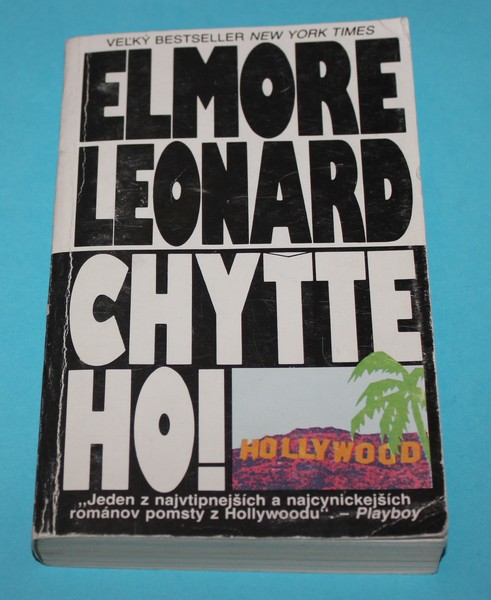 VEĽKÝ BESTSELLER NEW YORK TIMES
ELMORE
LEONARD
CHYŤTE
HO!
HOLLYWOOD
„Jeden z najvtipnejších a najcynickejších
románov pomsty z Hollywoodu“. – Playboy